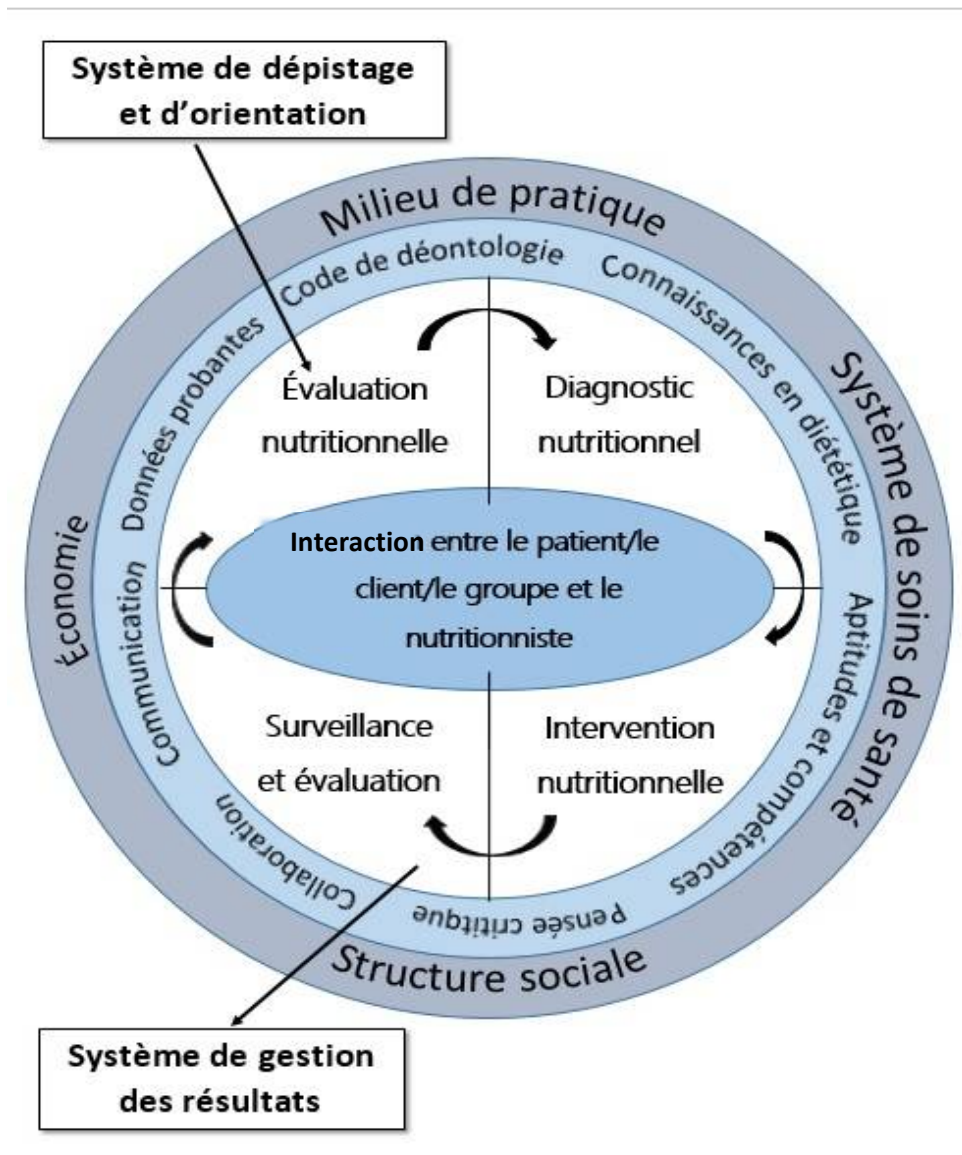 Système de dépistage
et d’orientation
Milieu de pratique
Code de déontologie
Connaissances en diététique
Données probantes
Système de soins de santé
Évaluation
nutritionnelle
Diagnostic
nutritionnel
Économie
Interaction entre le patient/le
client/le groupe et le
nutritionniste
Communication
Aptitudes et compétences
Surveillance
et évaluation
Intervention
nutritionnelle
Collaboration
Pensée crititque
Structure sociale
Système de gestion
des résultats